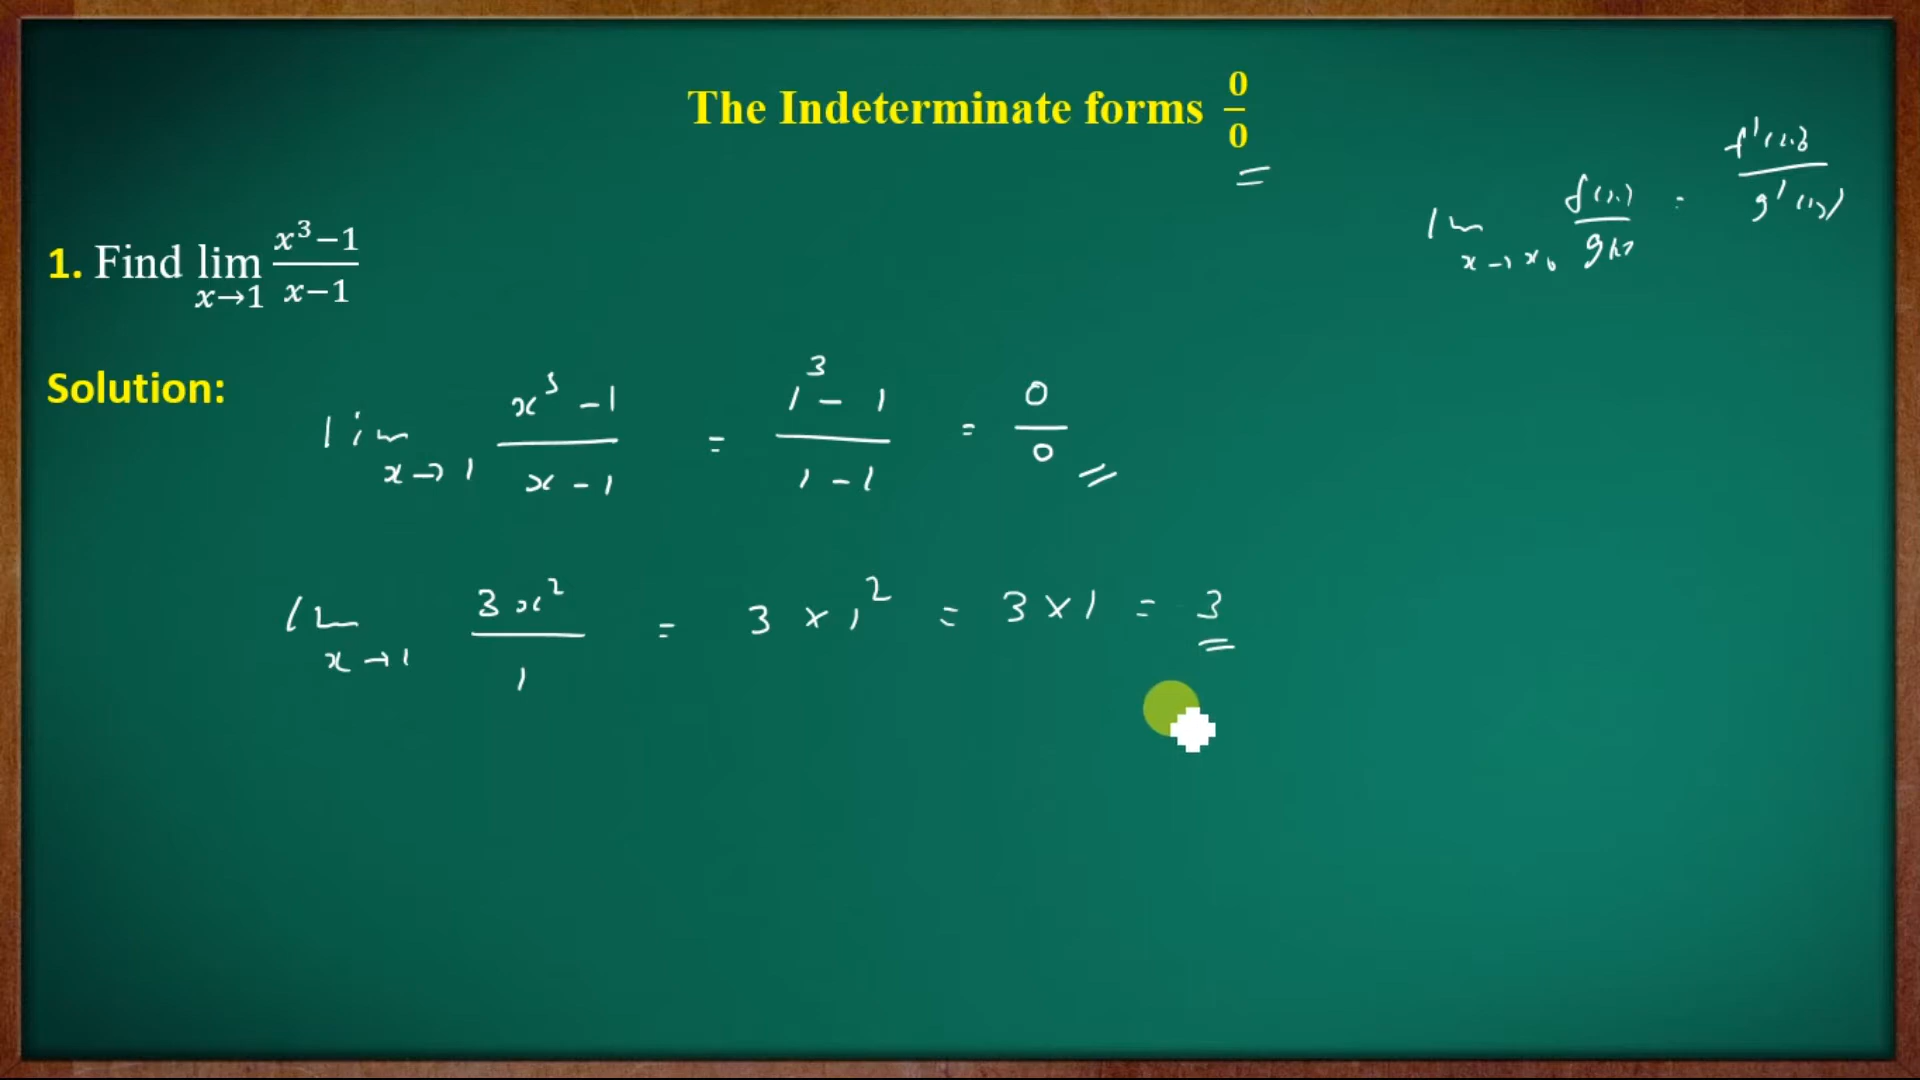 The Indeterminate forms 0/0
lim x→x₀ f(x)/g(x) = f'(x)/g'(x)
1. Find lim x→1 x³−1/x−1
Solution:
lim x→1 x³ −1/x −1 = 1³ − 1/1 − 1 = 0/0
lim x→1 3x²/1 = 3 × 1² = 3 × 1 = 3